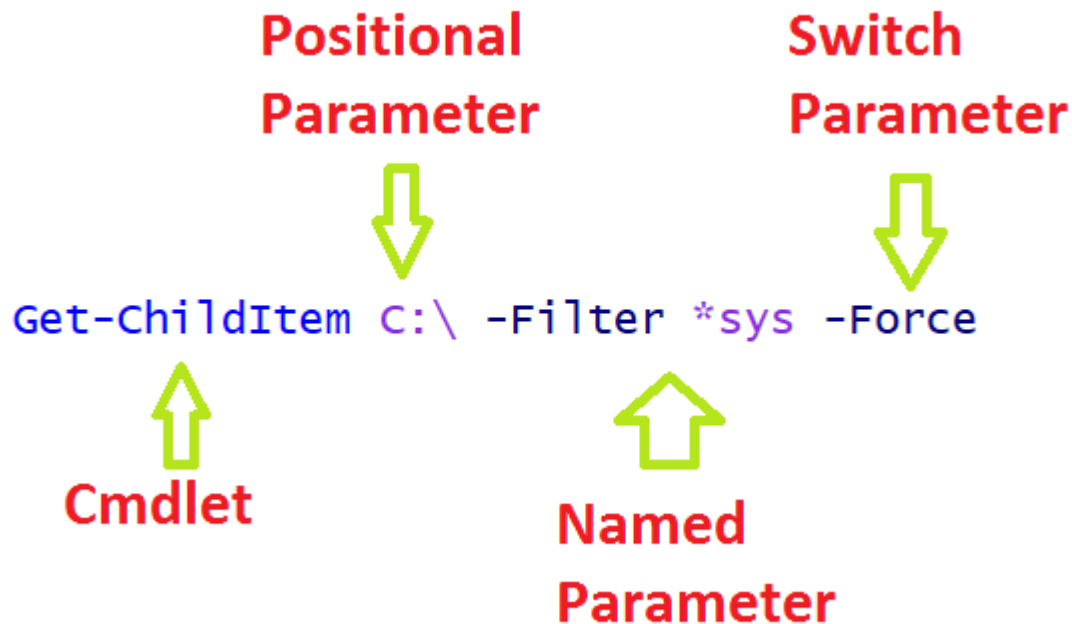 Positional
Parameter
Switch
Parameter
Get-ChildItem C:\ -Filter *sys -Force
Cmdlet
Named
Parameter